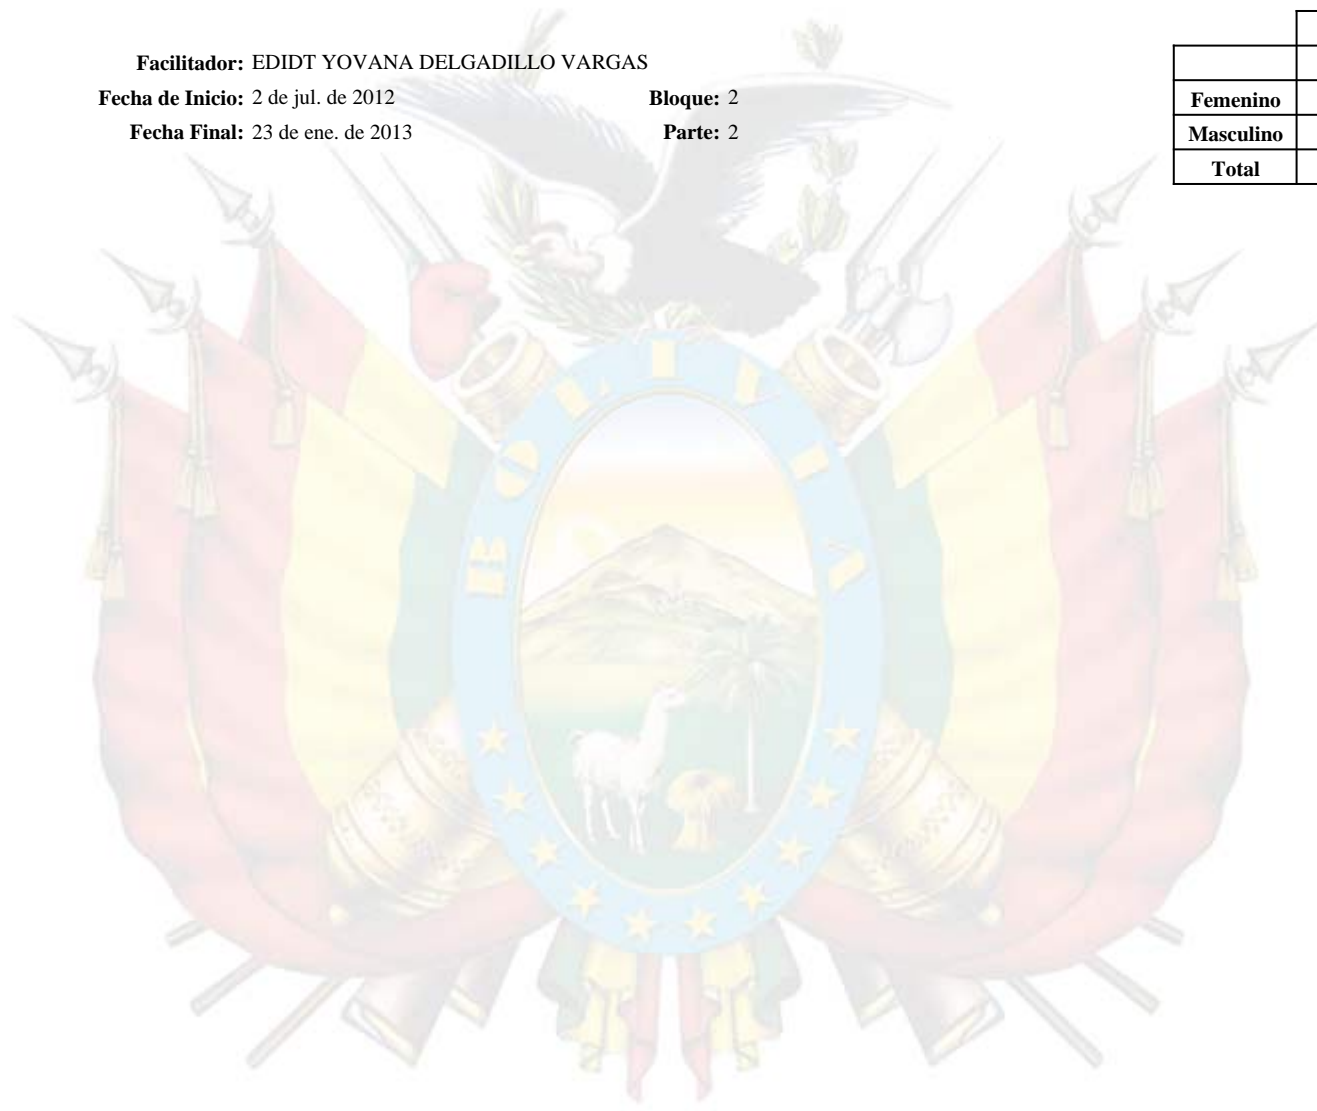 Facilitador: EDIDT YOVANA DELGADILLO VARGAS
Fecha de Inicio: 2 de jul. de 2012 Bloque: 2
Fecha Final: 23 de ene. de 2013 Parte: 2
Femenino
Masculino
Total
BOLIVIA